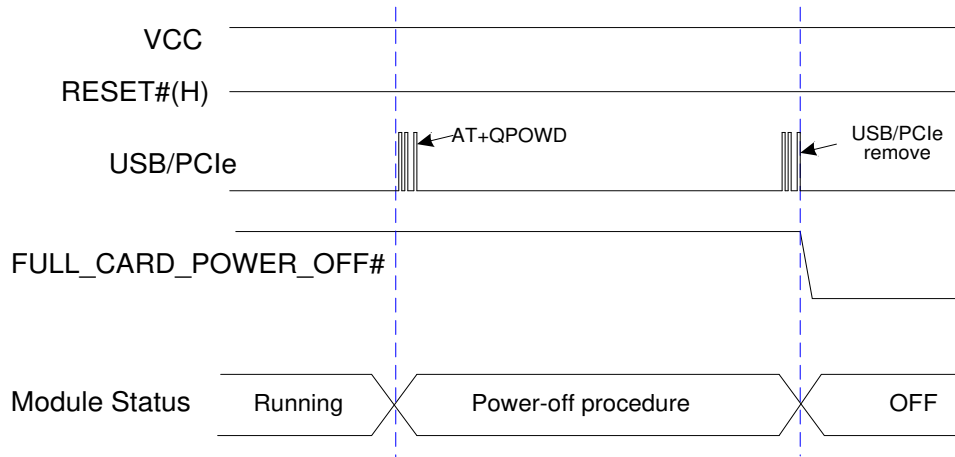 VCC
RESET#(H)
AT+QPOWD
USB/PCIe
remove
USB/PCIe
FULL_CARD_POWER_OFF#
Module Status
Running
Power-off procedure
OFF